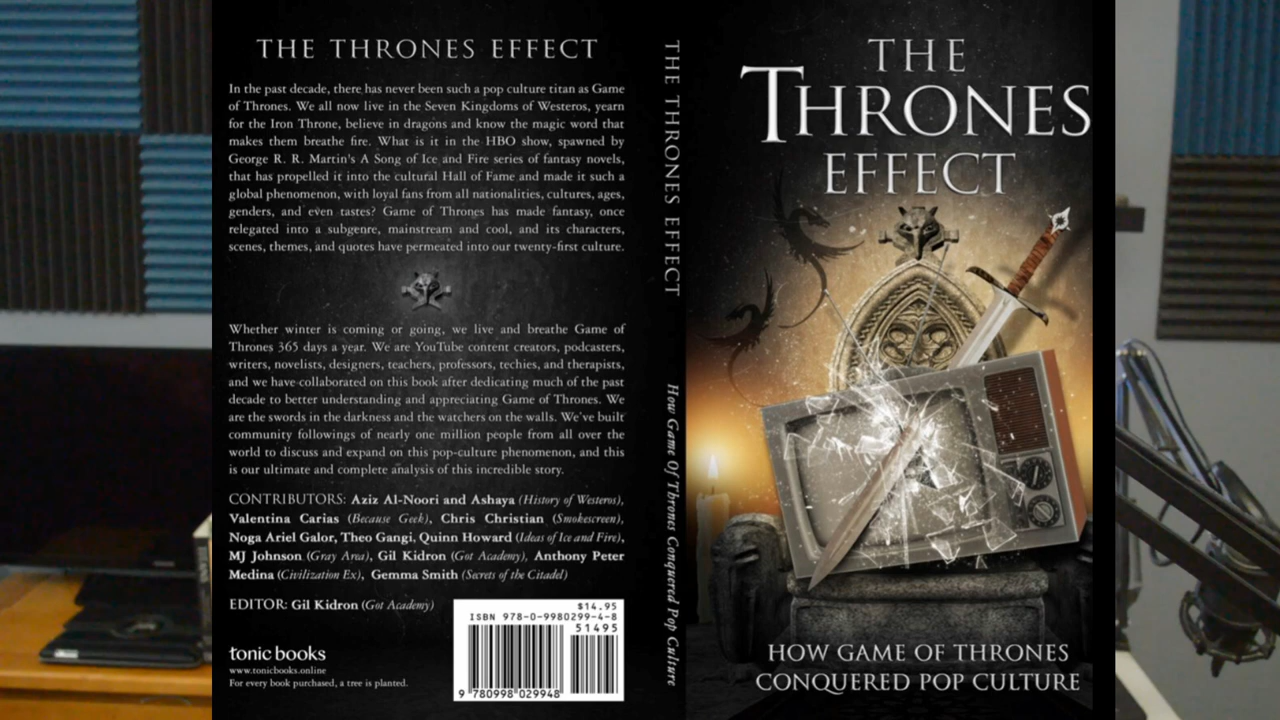 THE THRONES EFFECT
In the past decade, there has never been such a pop culture titan as Game
of Thrones. We all now live in the Seven Kingdoms of Westeros, yearn
for the Iron Throne, believe in dragons and know the magic word that
makes them breathe fire. What is it in the HBO show, spawned by
George R. R. Martin's A Song of Ice and Fire series of fantasy novels,
that has propelled it into the cultural Hall of Fame and made it such a
global phenomenon, with loyal fans from all nationalities, cultures, ages,
genders, and even tastes? Game of Thrones has made fantasy, once
relegated into a subgenre, mainstream and cool, and its characters,
scenes, themes, and quotes have permeated into our twenty-first culture.
Whether winter is coming or going, we live and breathe Game of
Thrones 365 days a year. We are YouTube content creators, podcasters,
writers, novelists, designers, teachers, professors, techies, and therapists,
and we have collaborated on this book after dedicating much of the past
decade to better understanding and appreciating Game of Thrones. We
are the swords in the darkness and the watchers on the walls. We've built
community followings of nearly one million people from all over the
world to discuss and expand on this pop-culture phenomenon, and this
is our ultimate and complete analysis of this incredible story.
CONTRIBUTORS: Aziz Al-Noori and Ashaya (History of Westeros),
Valentina Carias (Because Geek), Chris Christian (Smokescreen),
Noga Ariel Galor, Theo Gangi, Quinn Howard (Ideas of Ice and Fire),
MJ Johnson (Gray Area), Gil Kidron (Got Academy), Anthony Peter
Medina (Civilization Ex), Gemma Smith (Secrets of the Citadel)
EDITOR: Gil Kidron (Got Academy)
tonic books
www.tonicbooks.online
For every book purchased, a tree is planted.
$14.95
ISBN 978-0-9980299-4-8
51495
9 780998 029948
THE THRONES EFFECT
How Game Of Thrones Conquered Pop Culture
THE
THRONES
EFFECT
HOW GAME OF THRONES
CONQUERED POP CULTURE